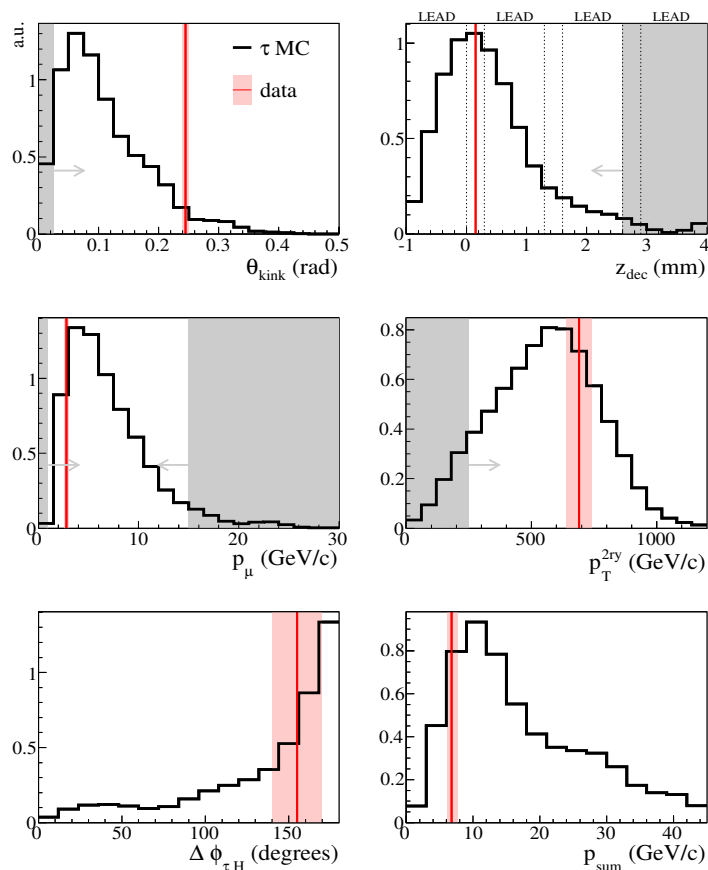 a.u.
τ MC
data
1
0.5
0
0 0.1 0.2 0.3 0.4 0.5
θkink (rad)
LEAD LEAD LEAD LEAD
1
0.5
0
-1 0 1 2 3 4
zdec (mm)
1
0.5
0
0 10 20 30
pμ (GeV/c)
0.8
0.6
0.4
0.2
0
0 500 1000
pT2ry (GeV/c)
1
0.5
0
0 50 100 150
Δ ϕτ H (degrees)
0.8
0.6
0.4
0.2
0
0 10 20 30 40
psum (GeV/c)